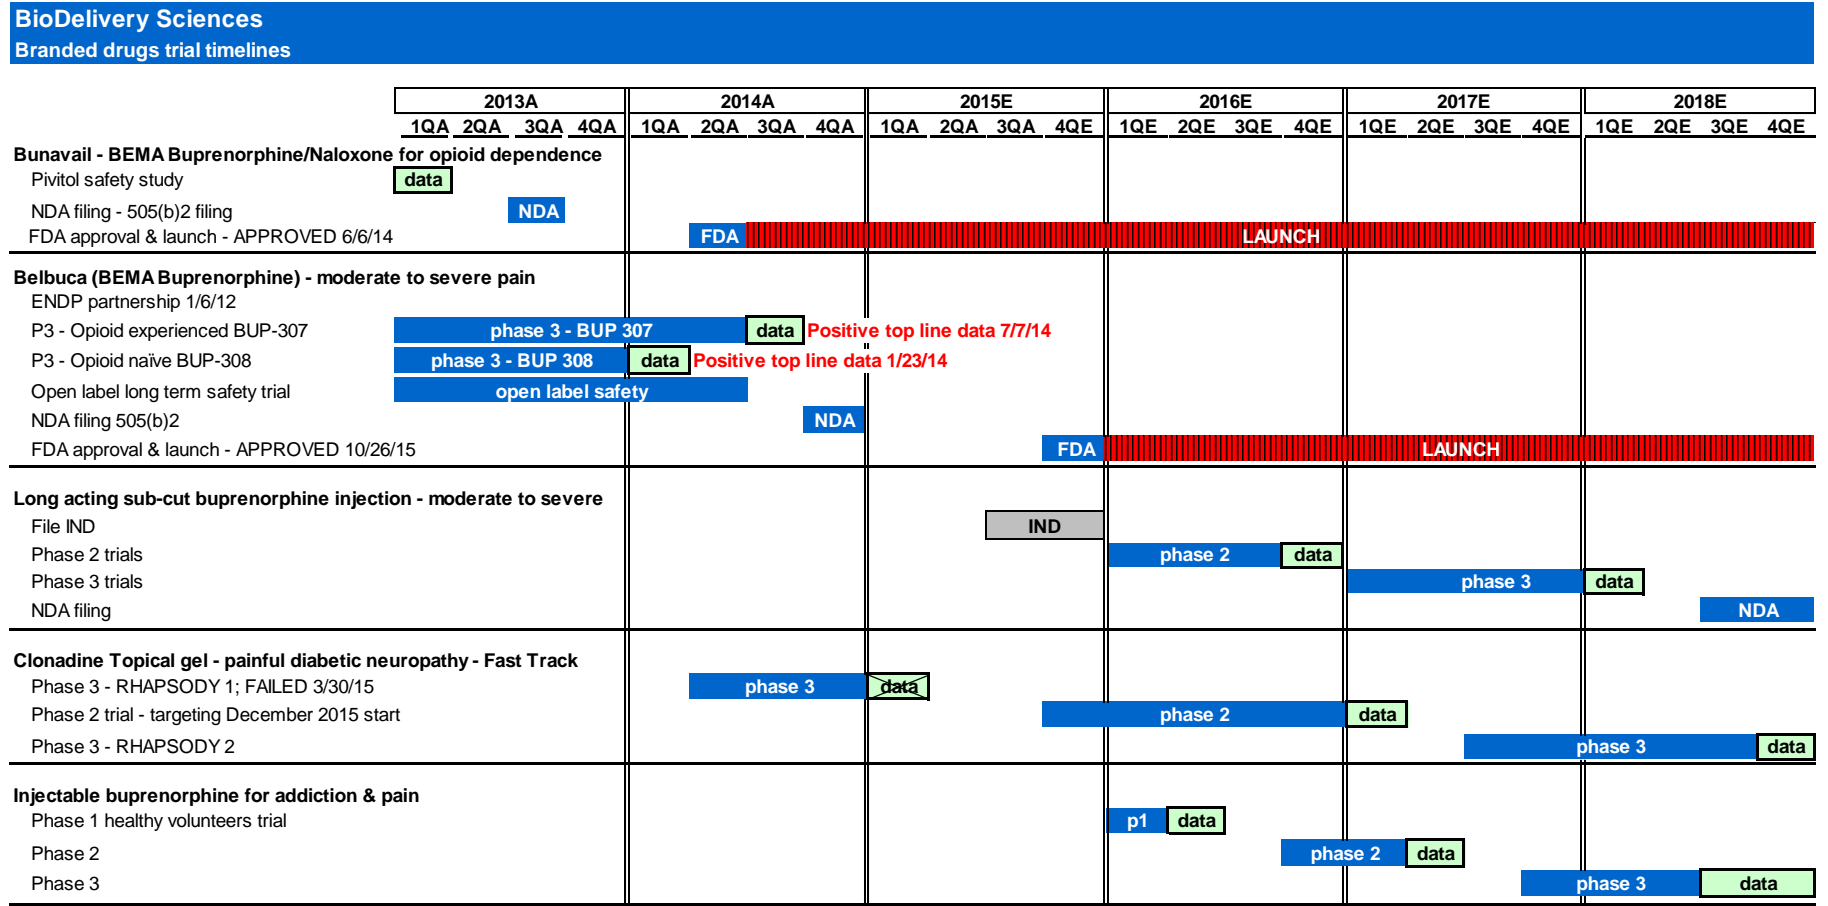 BioDelivery Sciences
Branded drugs trial timelines
2013A 2014A 2015E 2016E 2017E 2018E
1QA 2QA 3QA 4QA 1QA 2QA 3QA 4QA 1QA 2QA 3QA 4QE 1QE 2QE 3QE 4QE 1QE 2QE 3QE 4QE 1QE 2QE 3QE 4QE
Bunavail - BEMA Buprenorphine/Naloxone for opioid dependence
Pivitol safety study data
NDA filing - 505(b)2 filing NDA
FDA approval & launch - APPROVED 6/6/14 FDA LAUNCH
Belbuca (BEMA Buprenorphine) - moderate to severe pain
ENDP partnership 1/6/12
P3 - Opioid experienced BUP-307 phase 3 - BUP 307 data Positive top line data 7/7/14
P3 - Opioid naïve BUP-308 phase 3 - BUP 308 data Positive top line data 1/23/14
Open label long term safety trial open label safety
NDA filing 505(b)2 NDA
FDA approval & launch - APPROVED 10/26/15 FDA LAUNCH
Long acting sub-cut buprenorphine injection - moderate to severe
File IND IND
Phase 2 trials phase 2 data
Phase 3 trials phase 3 data
NDA filing NDA
Clonadine Topical gel - painful diabetic neuropathy - Fast Track
Phase 3 - RHAPSODY 1; FAILED 3/30/15 phase 3 data
Phase 2 trial - targeting December 2015 start phase 2 data
Phase 3 - RHAPSODY 2 phase 3 data
Injectable buprenorphine for addiction & pain
Phase 1 healthy volunteers trial p1 data
Phase 2 phase 2 data
Phase 3 phase 3 data